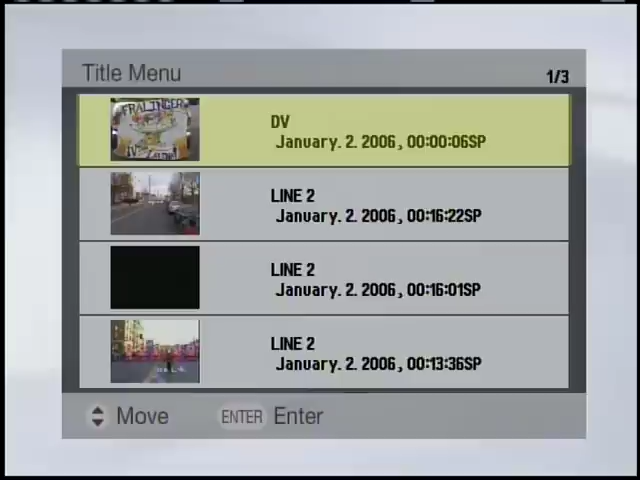 Title Menu
1/3
FRALINGER
DV
January. 2. 2006, 00:00:06SP
LINE 2
January. 2. 2006, 00:16:22SP
LINE 2
January. 2. 2006, 00:16:01SP
LINE 2
January. 2. 2006, 00:13:36SP
Move
ENTER Enter